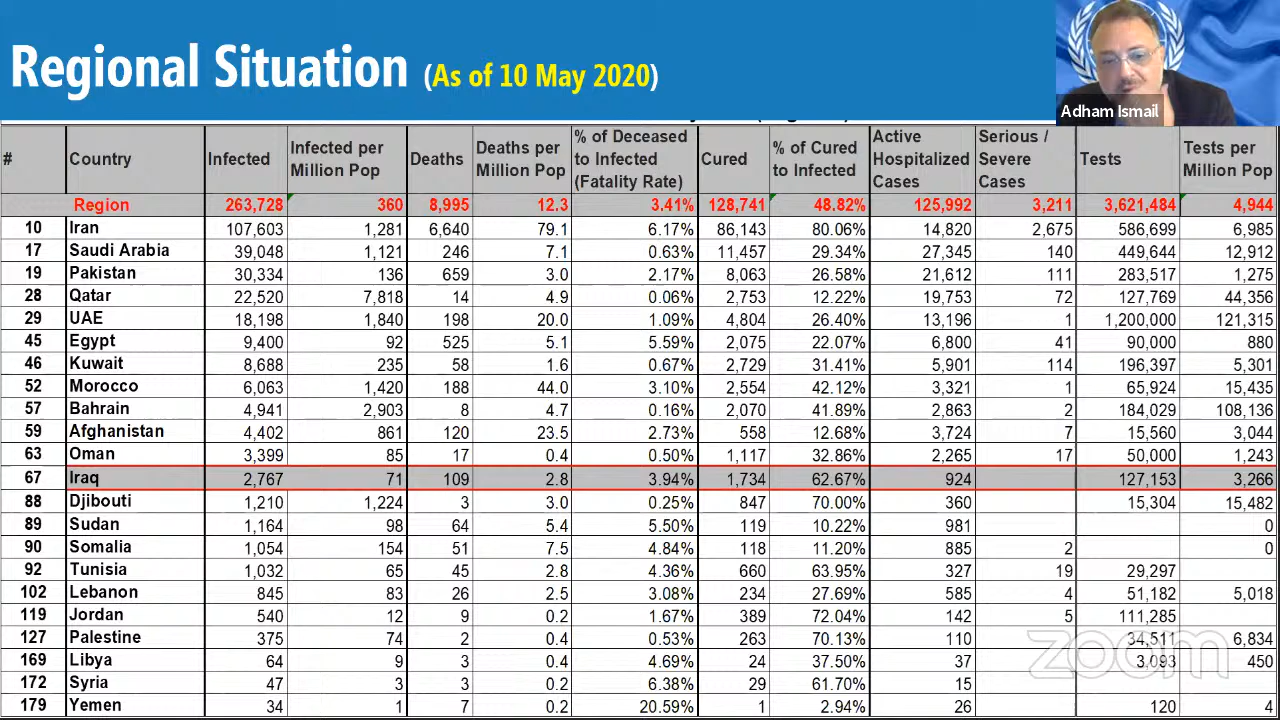 Regional Situation (As of 10 May 2020)
Adham Ismail
# Country Infected Infected per Million Pop Deaths Deaths per Million Pop % of Deceased to Infected (Fatality Rate) Cured % of Cured to Infected Active Hospitalized Cases Serious / Severe Cases Tests Tests per Million Pop
Region 263,728 360 8,995 12.3 3.41% 128,741 48.82% 125,992 3,211 3,621,484 4,944
10 Iran 107,603 1,281 6,640 79.1 6.17% 86,143 80.06% 14,820 2,675 586,699 6,985
17 Saudi Arabia 39,048 1,121 246 7.1 0.63% 11,457 29.34% 27,345 140 449,644 12,912
19 Pakistan 30,334 136 659 3.0 2.17% 8,063 26.58% 21,612 111 283,517 1,275
28 Qatar 22,520 7,818 14 4.9 0.06% 2,753 12.22% 19,753 72 127,769 44,356
29 UAE 18,198 1,840 198 20.0 1.09% 4,804 26.40% 13,196 1 1,200,000 121,315
45 Egypt 9,400 92 525 5.1 5.59% 2,075 22.07% 6,800 41 90,000 880
46 Kuwait 8,688 235 58 1.6 0.67% 2,729 31.41% 5,901 114 196,397 5,301
52 Morocco 6,063 1,420 188 44.0 3.10% 2,554 42.12% 3,321 1 65,924 15,435
57 Bahrain 4,941 2,903 8 4.7 0.16% 2,070 41.89% 2,863 2 184,029 108,136
59 Afghanistan 4,402 861 120 23.5 2.73% 558 12.68% 3,724 7 15,560 3,044
63 Oman 3,399 85 17 0.4 0.50% 1,117 32.86% 2,265 17 50,000 1,243
67 Iraq 2,767 71 109 2.8 3.94% 1,734 62.67% 924 127,153 3,266
88 Djibouti 1,210 1,224 3 3.0 0.25% 847 70.00% 360 15,304 15,482
89 Sudan 1,164 98 64 5.4 5.50% 119 10.22% 981 0
90 Somalia 1,054 154 51 7.5 4.84% 118 11.20% 885 2 0
92 Tunisia 1,032 65 45 2.8 4.36% 660 63.95% 327 19 29,297
102 Lebanon 845 83 26 2.5 3.08% 234 27.69% 585 4 51,182 5,018
119 Jordan 540 12 9 0.2 1.67% 389 72.04% 142 5 111,285
127 Palestine 375 74 2 0.4 0.53% 263 70.13% 110 34,511 6,834
169 Libya 64 9 3 0.4 4.69% 24 37.50% 37 3,093 450
172 Syria 47 3 3 0.2 6.38% 29 61.70% 15
179 Yemen 34 1 7 0.2 20.59% 1 2.94% 26 120 4
zoom